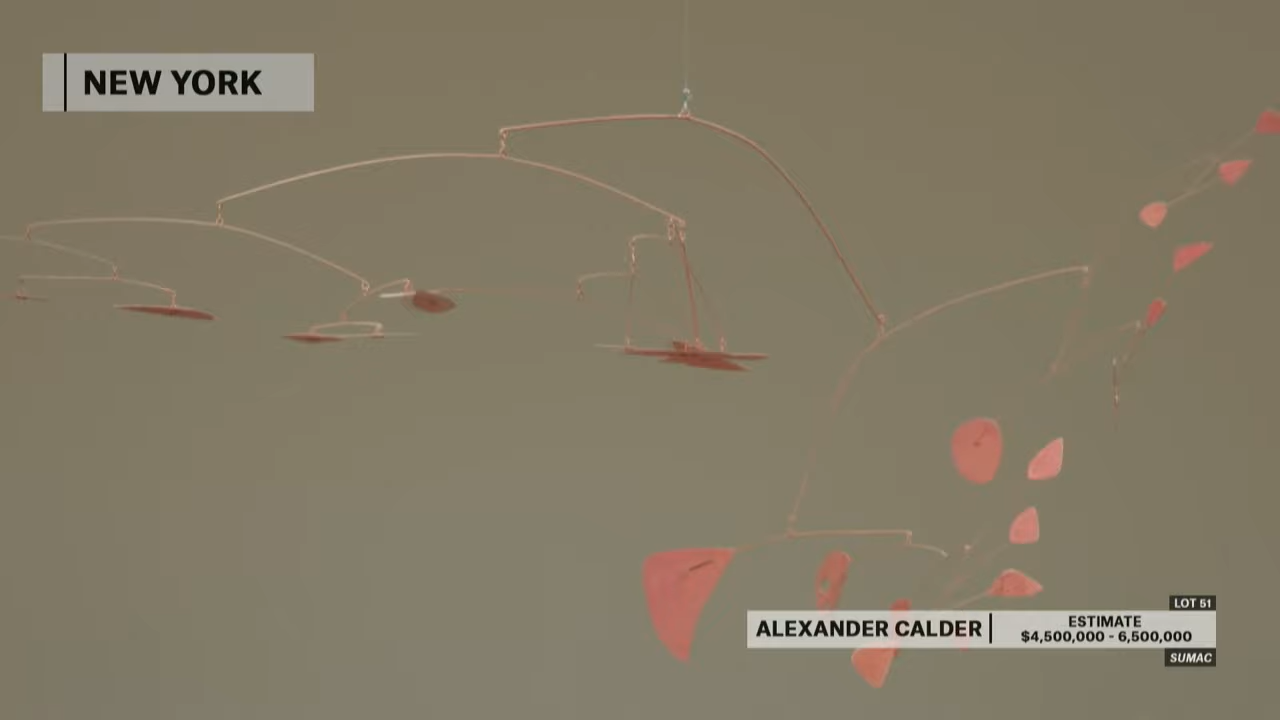 NEW YORK
LOT 51
ALEXANDER CALDER
ESTIMATE
$4,500,000 - 6,500,000
SUMAC